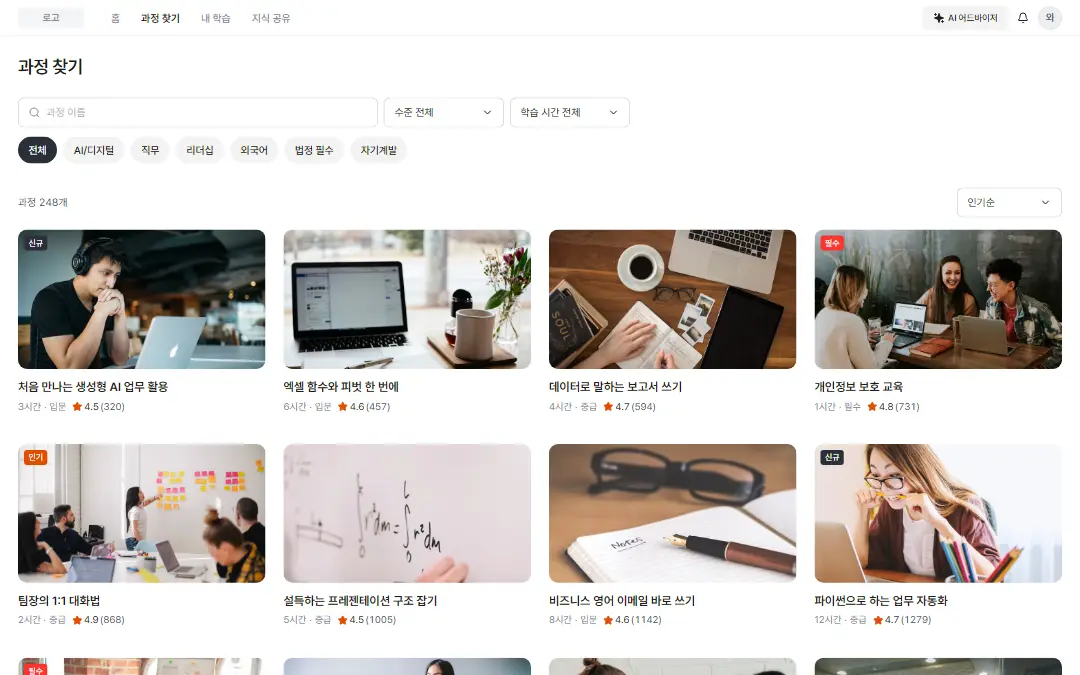 로고
홈
과정 찾기
내 학습
지식 공유
AI 어드바이저
와
과정 찾기
과정 이름
수준 전체
학습 시간 전체
전체
AI/디지털
직무
리더십
외국어
법정 필수
자기계발
과정 248개
인기순
신규
필수
SOUL
처음 만나는 생성형 AI 업무 활용
3시간 · 입문 4.5 (320)
엑셀 함수와 피벗 한 번에
6시간 · 입문 4.6 (457)
데이터로 말하는 보고서 쓰기
4시간 · 중급 4.7 (594)
개인정보 보호 교육
1시간 · 필수 4.8 (731)
인기
Notes
신규
팀장의 1:1 대화법
2시간 · 중급 4.9 (868)
설득하는 프레젠테이션 구조 잡기
5시간 · 중급 4.5 (1005)
비즈니스 영어 이메일 바로 쓰기
8시간 · 입문 4.6 (1142)
파이썬으로 하는 업무 자동화
12시간 · 중급 4.7 (1279)
필수